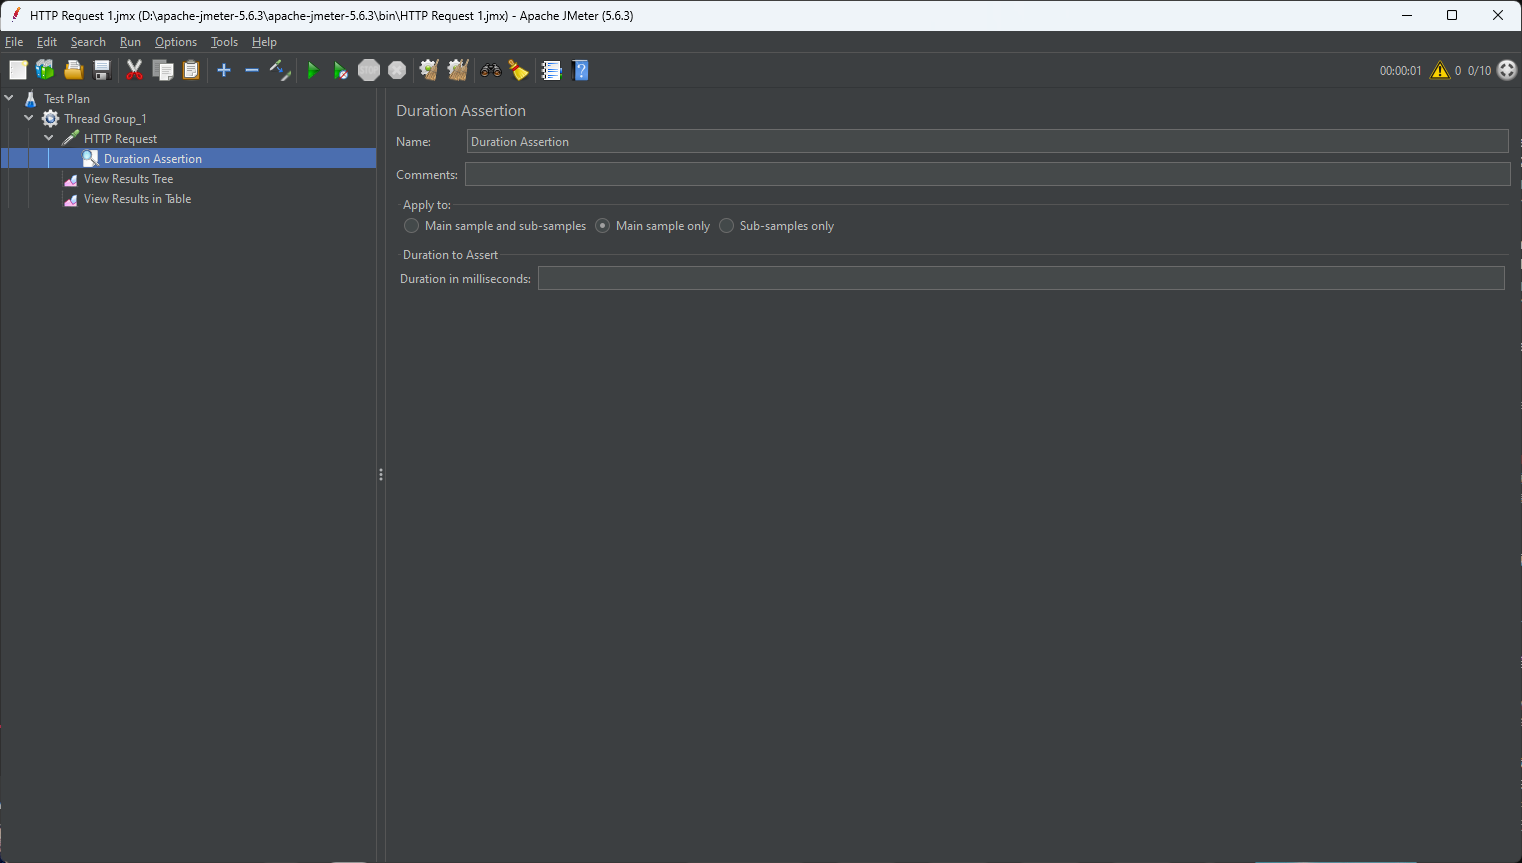 HTTP Request 1.jmx (D:\apache-jmeter-5.6.3\apache-jmeter-5.6.3\bin\HTTP Request 1.jmx) - Apache JMeter (5.6.3)
File Edit Search Run Options Tools Help
STOP
00:00:01 0 0/10
?
Test Plan
Thread Group_1
HTTP Request
Duration Assertion
View Results Tree
View Results in Table
Duration Assertion
Name: Duration Assertion
Comments:
Apply to:
Main sample and sub-samples Main sample only Sub-samples only
Duration to Assert
Duration in milliseconds: